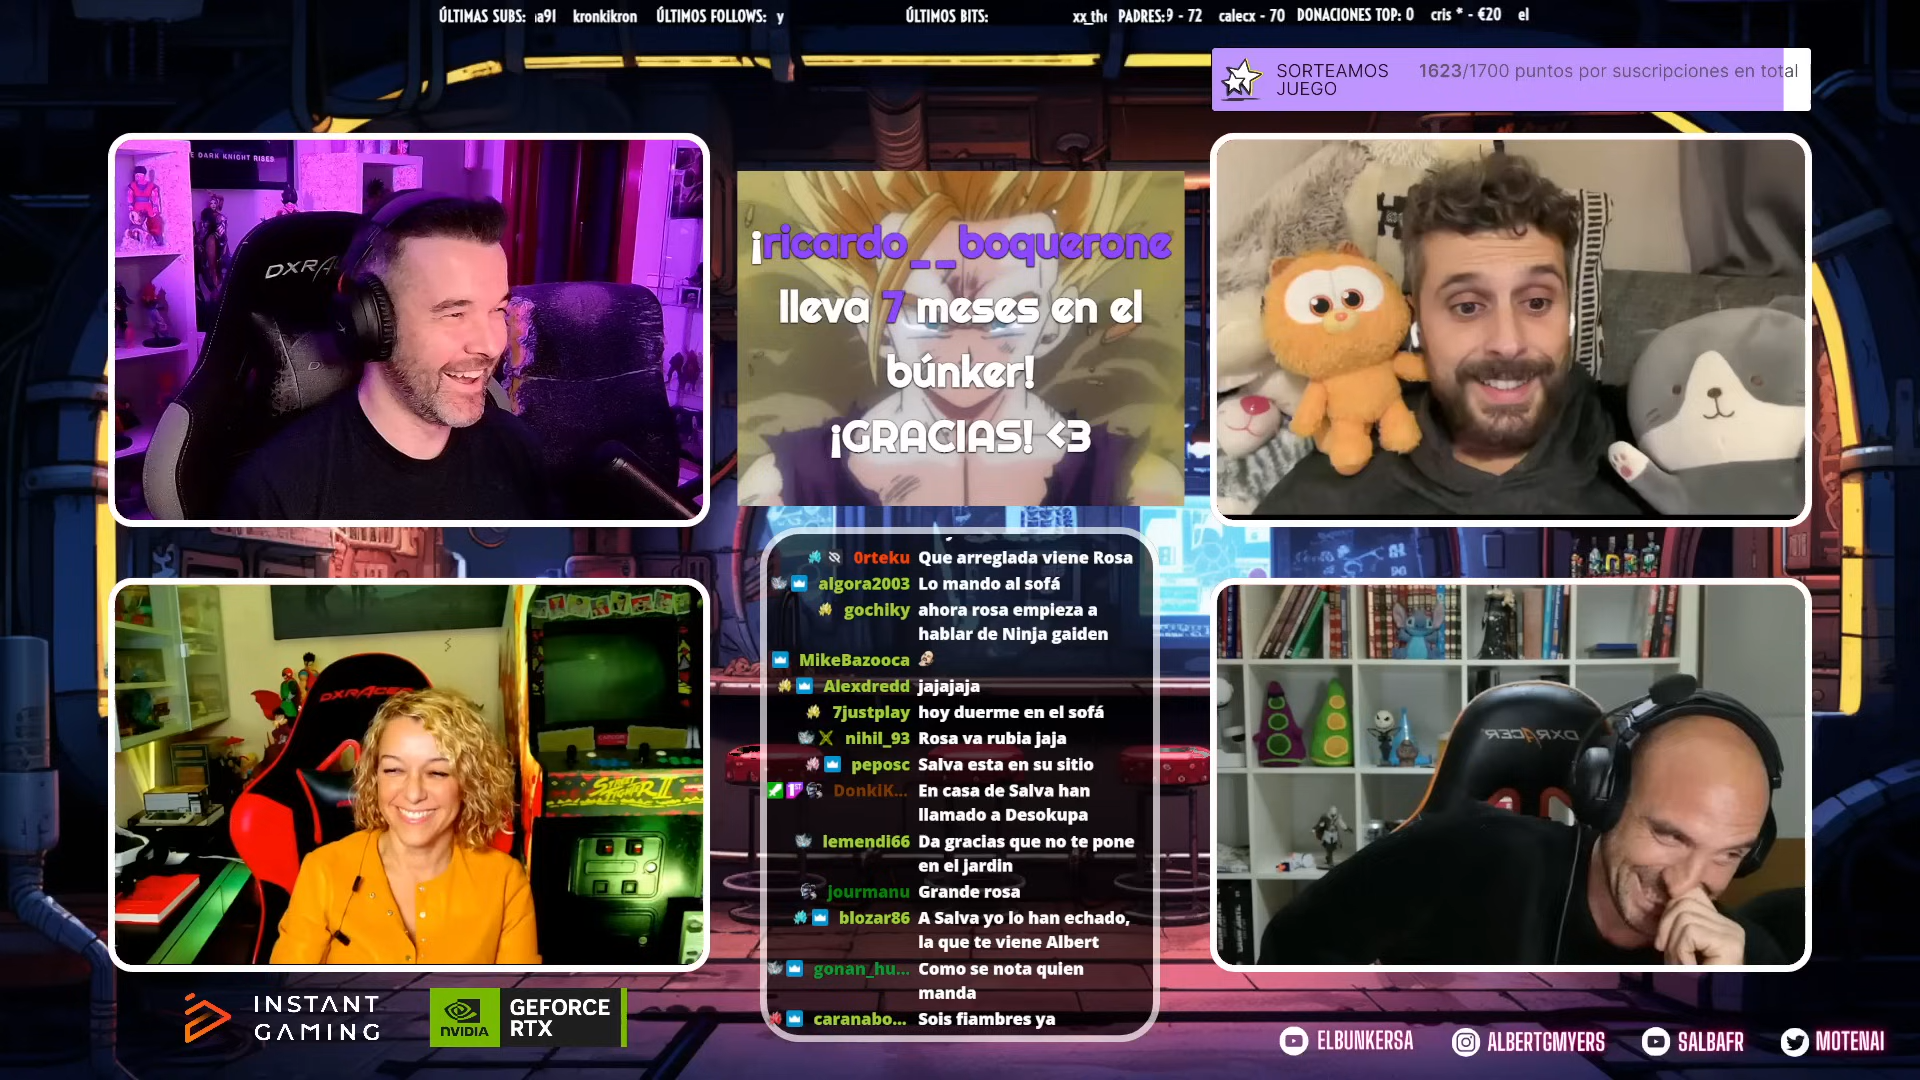 ÚLTIMAS SUBS: kronkikron ÚLTIMOS FOLLOWS: y ÚLTIMOS BITS: PADRES: 9 - 72 calecx - 70 DONACIONES TOP: 0 cris * - €20 el
SORTEAMOS JUEGO
1623/1700 puntos por suscripciones en total
E DARK KNIGHT RISES
¡ricardo__boquerone
lleva 7 meses en el
búnker!
¡GRACIAS! <3
0rteku Que arreglada viene Rosa
algora2003 Lo mando al sofá
gochiky ahora rosa empieza a
hablar de Ninja gaiden
MikeBazooca
Alexdredd jajajaja
7justplay hoy duerme en el sofá
nihil_93 Rosa va rubia jaja
peposc Salva esta en su sitio
DonkiK... En casa de Salva han
llamado a Desokupa
lemendi66 Da gracias que no te pone
en el jardin
jourmanu Grande rosa
blozar86 A Salva yo lo han echado,
la que te viene Albert
gonan_hu... Como se nota quien
manda
caranabo... Sois fiambres ya
DXRACER
STREET FIGHTER II
DXRACER
INSTANT
GAMING
NVIDIA
GEFORCE
RTX
ELBUNKERSA
ALBERTGMYERS
SALBAFR
MOTENAI